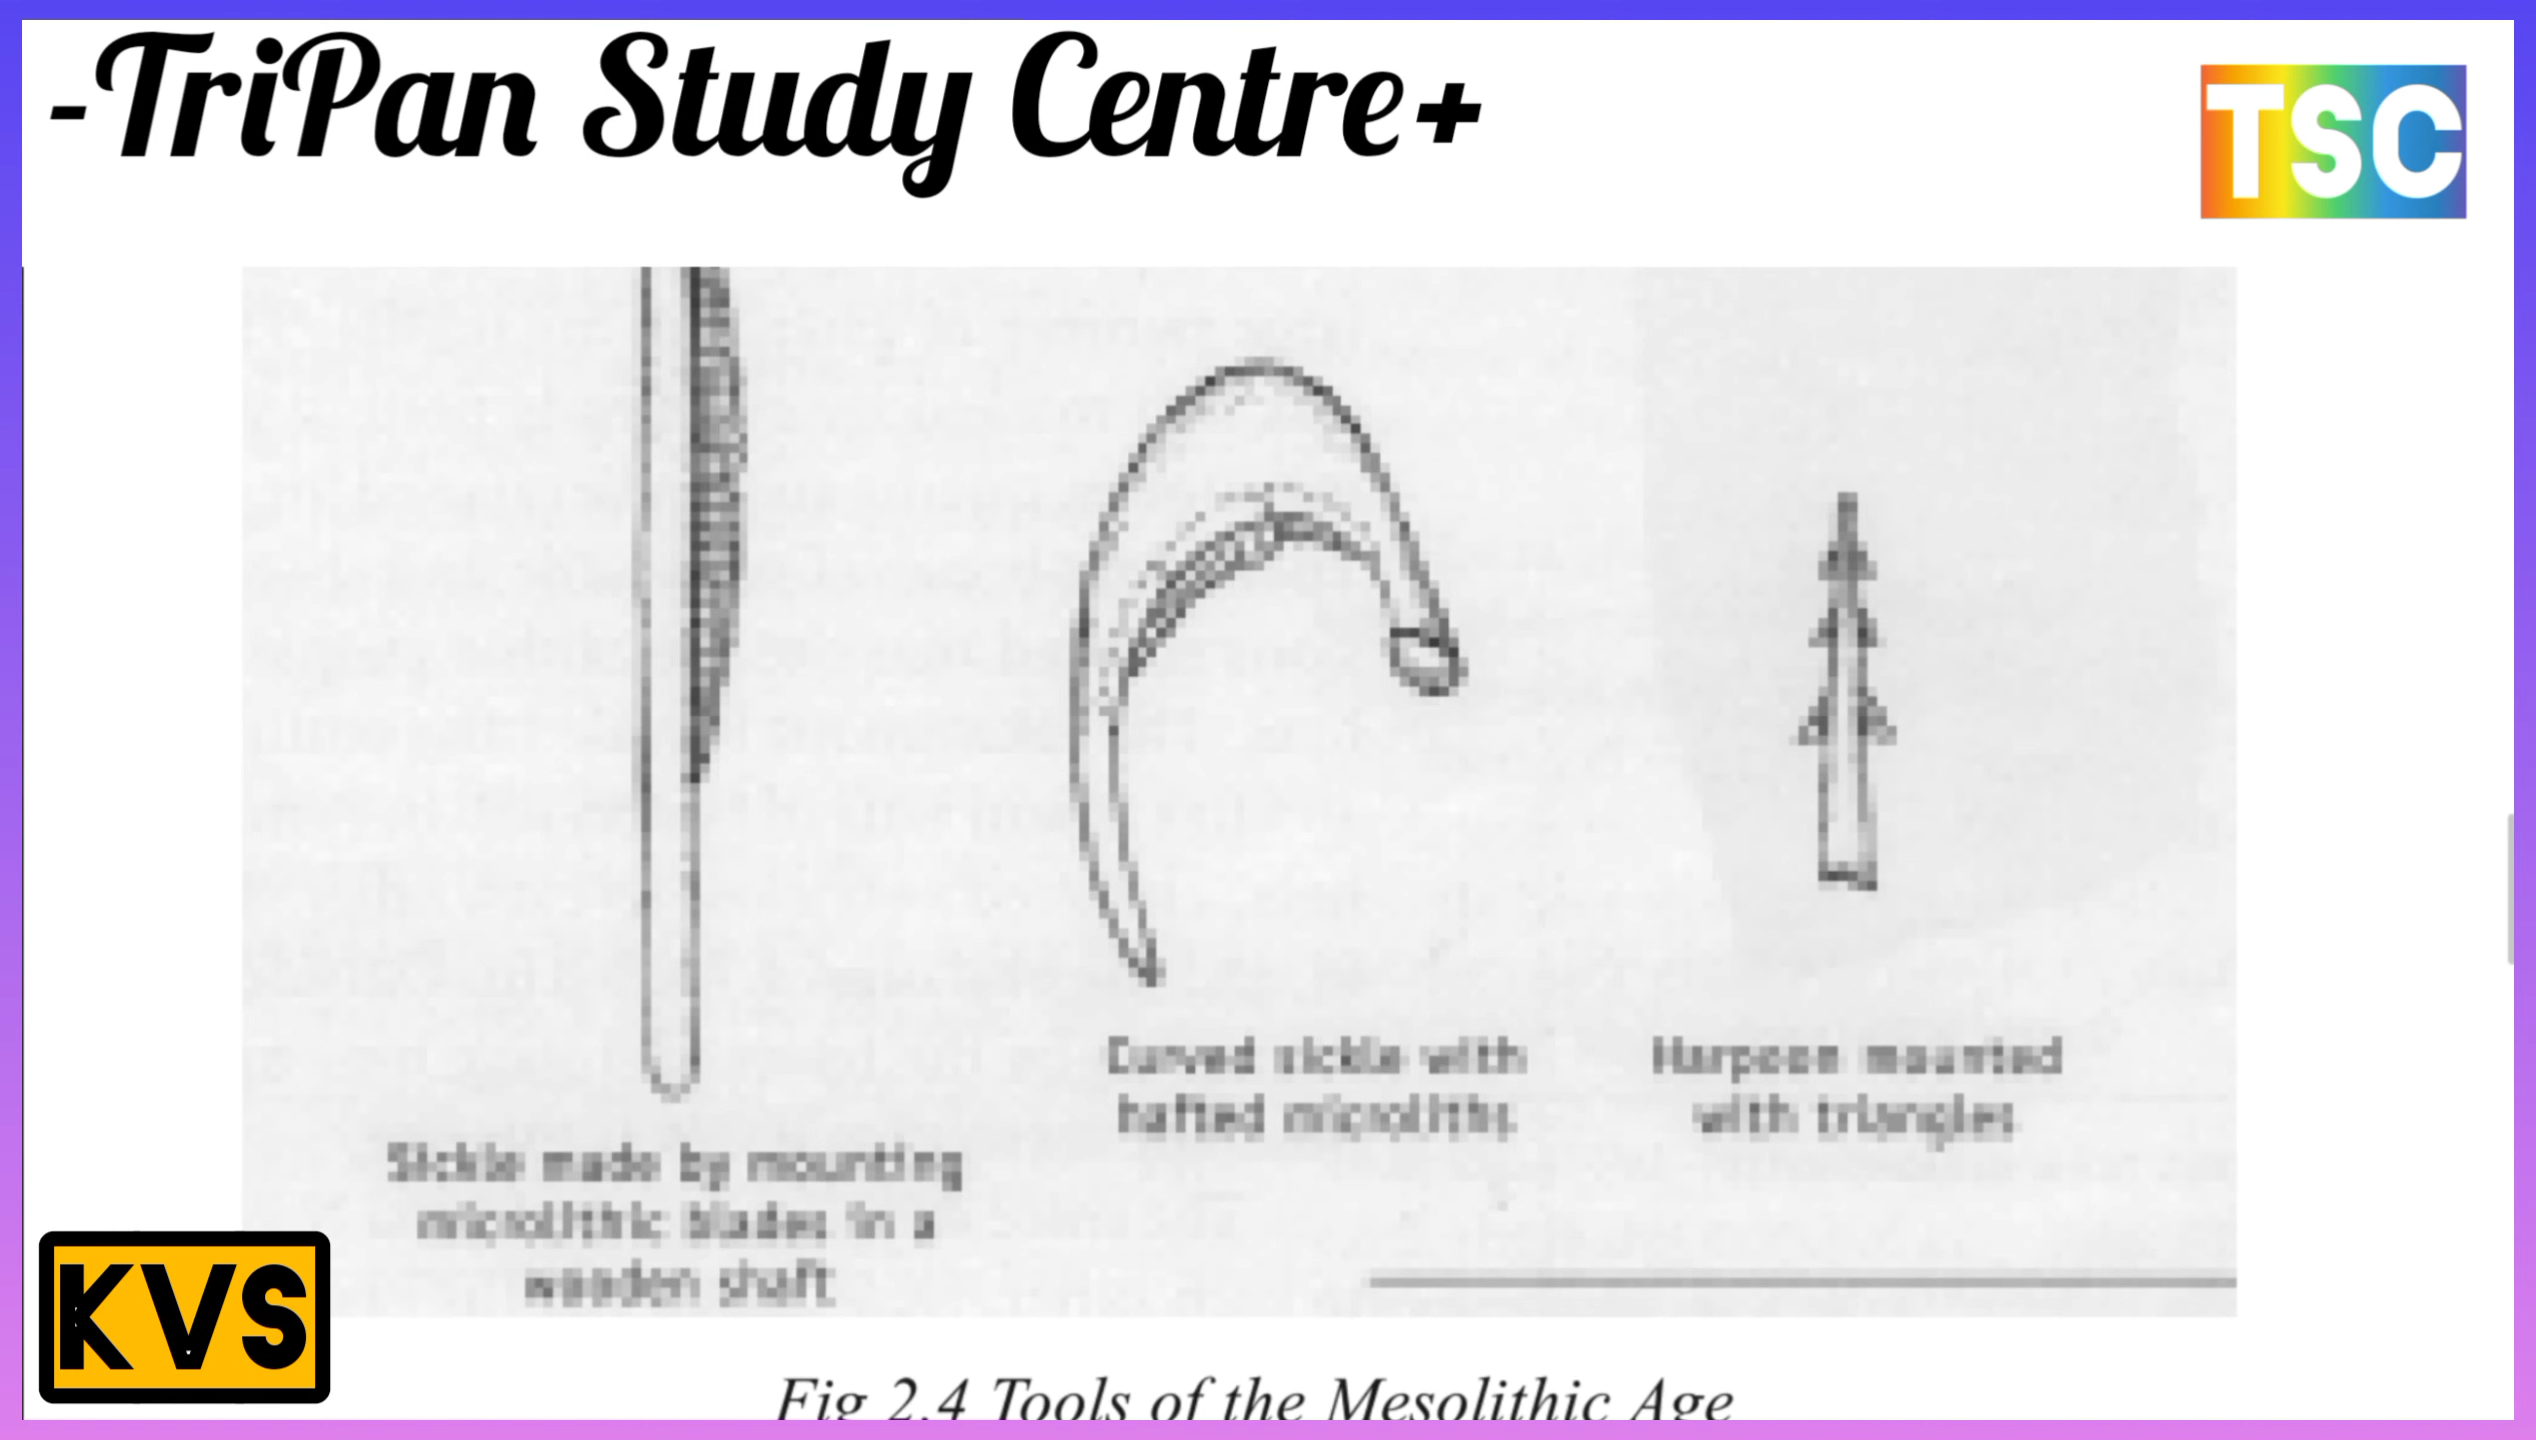 -TriPan Study Centre+
TSC
Curved sickle with
hafted microliths
Harpoon mounted
with triangles
Sickle made by mounting
microlithic blades in a
wooden shaft
KVS
Fig 2.4 Tools of the Mesolithic Age